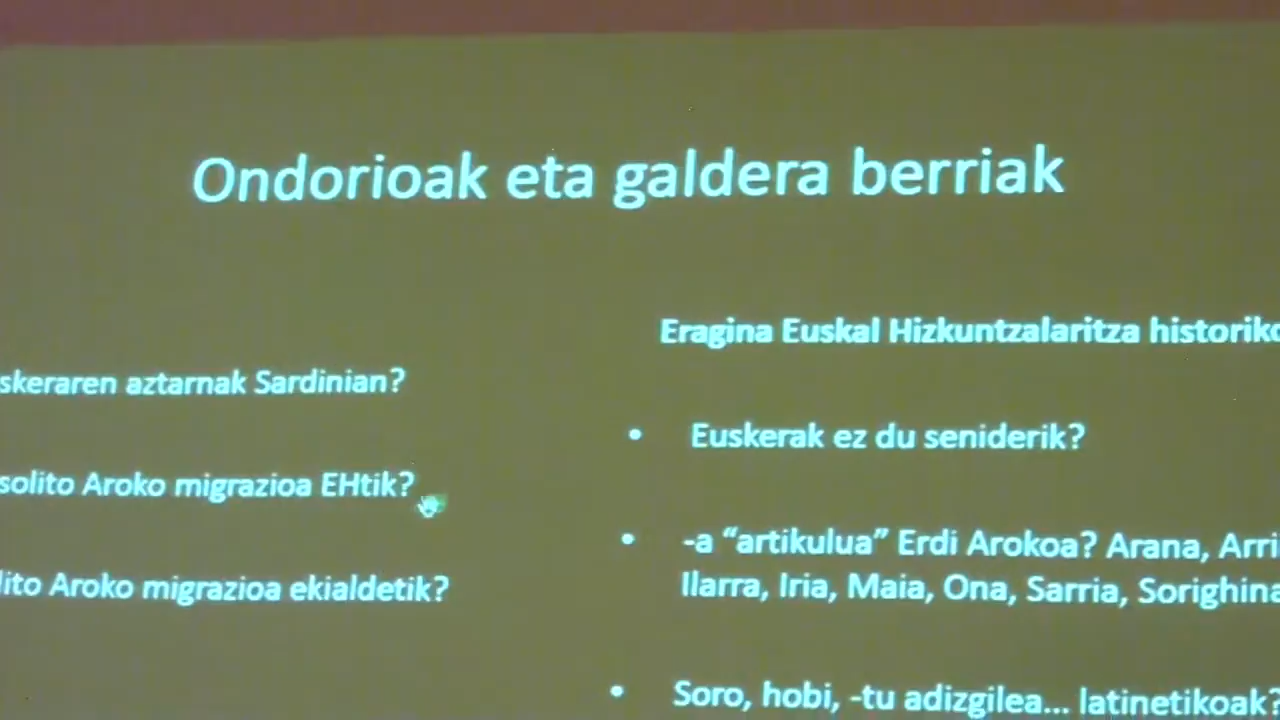 Ondorioak eta galdera berriak
skeraren aztarnak Sardinian?
solito Aroko migrazioa EHtik?
lito Aroko migrazioa ekialdetik?
Eragina Euskal Hizkuntzalaritza historiko
• Euskerak ez du seniderik?
• -a “artikulua” Erdi Arokoa? Arana, Arri
Ilarra, Iria, Maia, Ona, Sarria, Sorighina
• Soro, hobi, -tu adizgilea... latinetikoak?